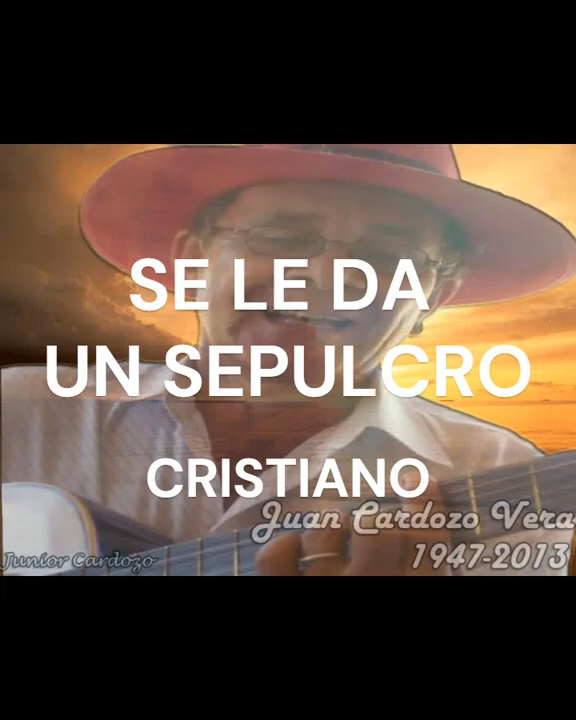 SE LE DA
UN SEPULCRO
CRISTIANO
Juan Cardozo Vera
1947-2013
Junior Cardozo